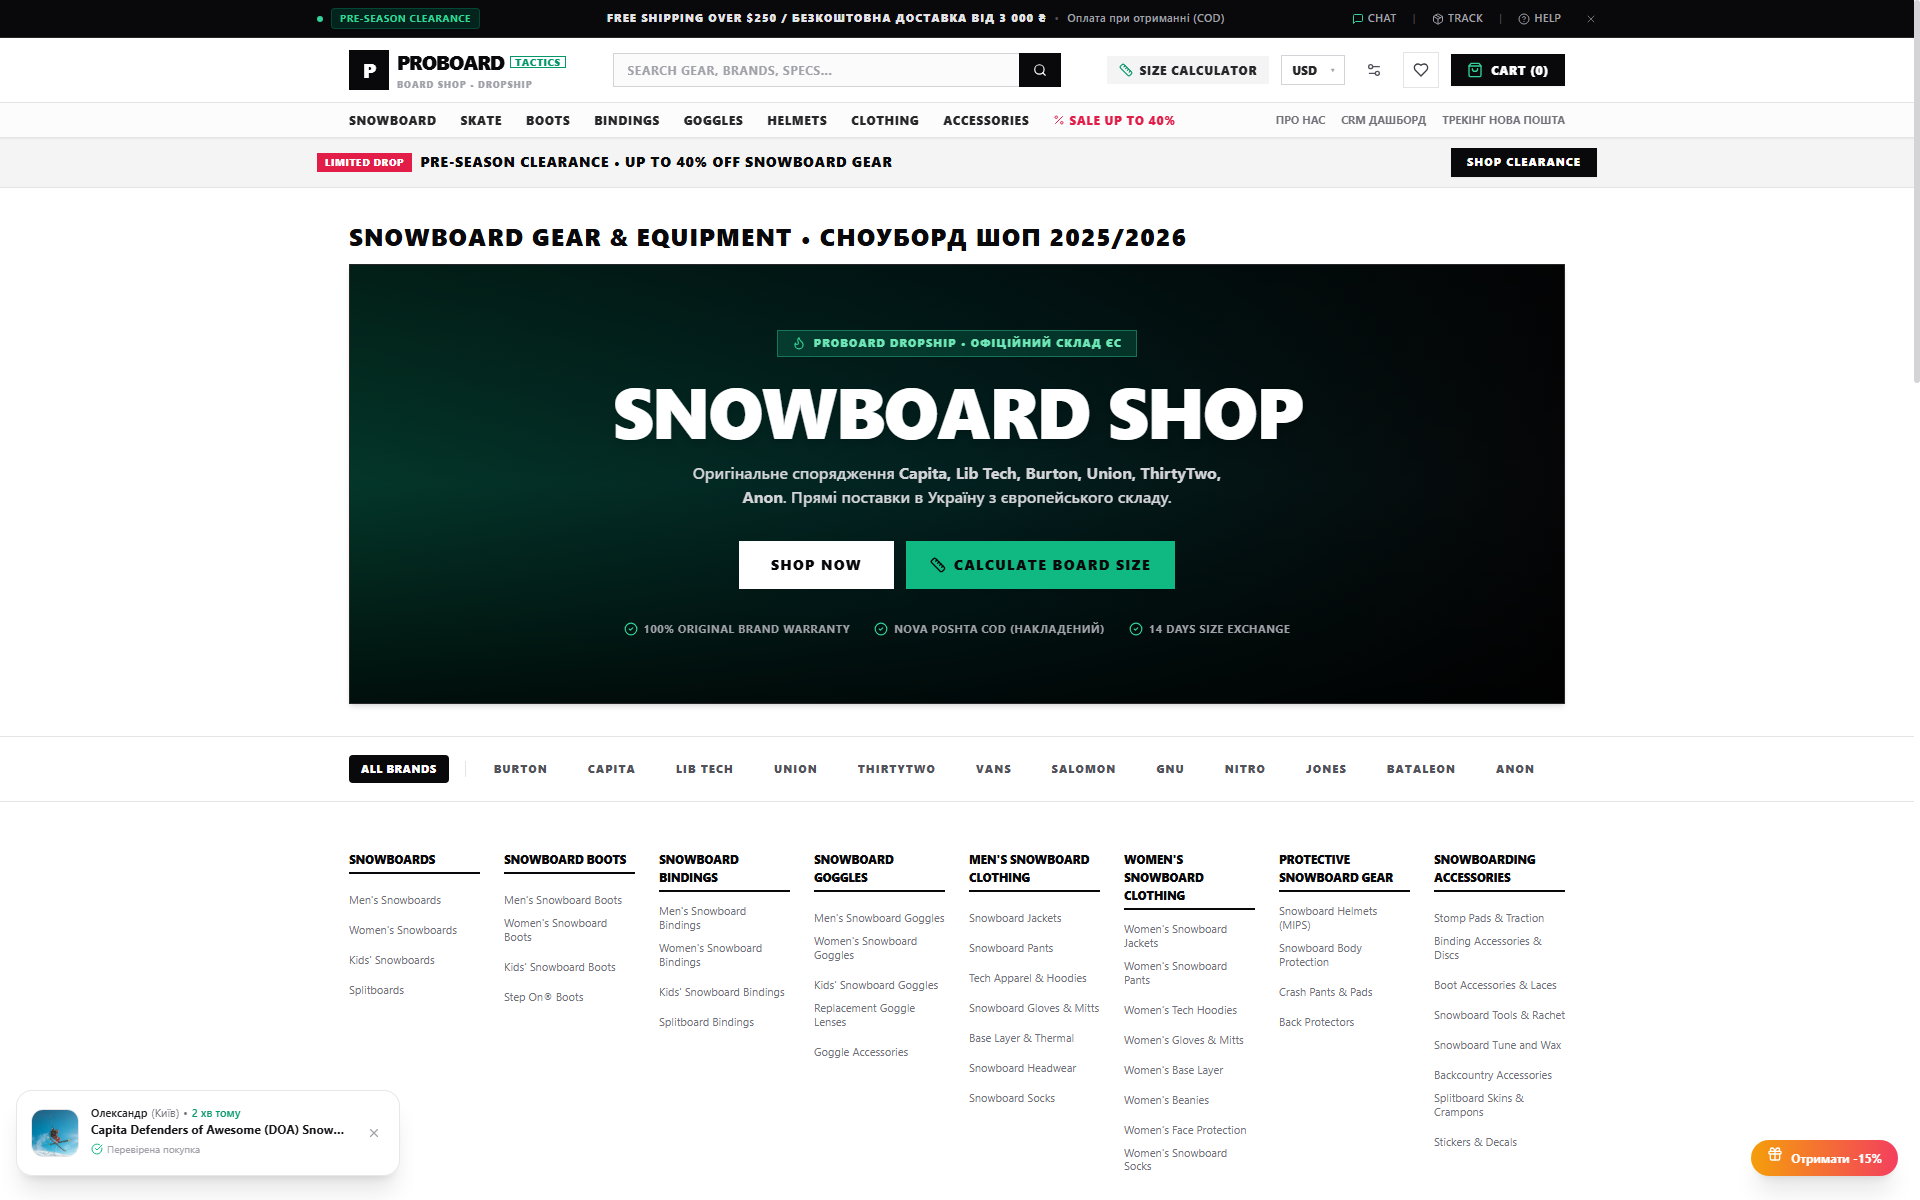 PRE-SEASON CLEARANCE
FREE SHIPPING OVER $250 / БЕЗКОШТОВНА ДОСТАВКА ВІД 3 000 ₴ • Оплата при отриманні (COD)
CHAT | TRACK | HELP
P
PROBOARD TACTICS
BOARD SHOP • DROPSHIP
SEARCH GEAR, BRANDS, SPECS...
SIZE CALCULATOR
USD
CART (0)
SNOWBOARD SKATE BOOTS BINDINGS GOGGLES HELMETS CLOTHING ACCESSORIES SALE UP TO 40% ПРО НАС CRM ДАШБОРД ТРЕКІНГ НОВА ПОШТА
LIMITED DROP PRE-SEASON CLEARANCE • UP TO 40% OFF SNOWBOARD GEAR
SHOP CLEARANCE
SNOWBOARD GEAR & EQUIPMENT • СНОУБОРД ШОП 2025/2026
PROBOARD DROPSHIP • ОФІЦІЙНИЙ СКЛАД ЄС
SNOWBOARD SHOP
Оригінальне спорядження Capita, Lib Tech, Burton, Union, ThirtyTwo,
Anon. Прямі поставки в Україну з європейського складу.
SHOP NOW
CALCULATE BOARD SIZE
100% ORIGINAL BRAND WARRANTY
NOVA POSHTA COD (НАКЛАДЕНИЙ)
14 DAYS SIZE EXCHANGE
ALL BRANDS BURTON CAPITA LIB TECH UNION THIRTYTWO VANS SALOMON GNU NITRO JONES BATALEON ANON
SNOWBOARDS
Men's Snowboards
Women's Snowboards
Kids' Snowboards
Splitboards
SNOWBOARD BOOTS
Men's Snowboard Boots
Women's Snowboard
Boots
Kids' Snowboard Boots
Step On® Boots
SNOWBOARD
BINDINGS
Men's Snowboard
Bindings
Women's Snowboard
Bindings
Kids' Snowboard Bindings
Splitboard Bindings
SNOWBOARD
GOGGLES
Men's Snowboard Goggles
Women's Snowboard
Goggles
Kids' Snowboard Goggles
Replacement Goggle
Lenses
Goggle Accessories
MEN'S SNOWBOARD
CLOTHING
Snowboard Jackets
Snowboard Pants
Tech Apparel & Hoodies
Snowboard Gloves & Mitts
Base Layer & Thermal
Snowboard Headwear
Snowboard Socks
WOMEN'S
SNOWBOARD
CLOTHING
Women's Snowboard
Jackets
Women's Snowboard
Pants
Women's Tech Hoodies
Women's Gloves & Mitts
Women's Base Layer
Women's Beanies
Women's Face Protection
Women's Snowboard
Socks
PROTECTIVE
SNOWBOARD GEAR
Snowboard Helmets
(MIPS)
Snowboard Body
Protection
Crash Pants & Pads
Back Protectors
SNOWBOARDING
ACCESSORIES
Stomp Pads & Traction
Binding Accessories &
Discs
Boot Accessories & Laces
Snowboard Tools & Rachet
Snowboard Tune and Wax
Backcountry Accessories
Splitboard Skins &
Crampons
Stickers & Decals
Олександр (Київ) • 2 хв тому
Capita Defenders of Awesome (DOA) Snow...
Перевірена покупка
Отримати -15%